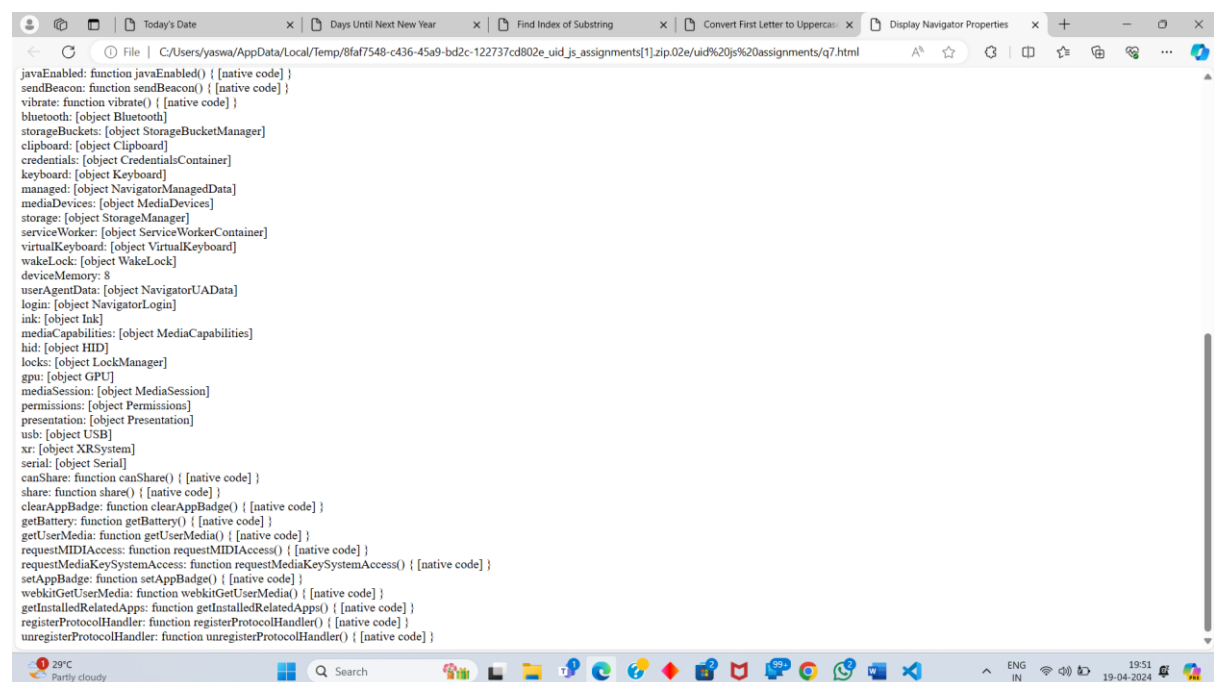 Today's Date
Days Until Next New Year
Find Index of Substring
Convert First Letter to Uppercas
Display Navigator Properties
File | C:/Users/yaswa/AppData/Local/Temp/8faf7548-c436-45a9-bd2c-122737cd802e_uid_js_assignments[1].zip.02e/uid%20js%20assignments/q7.html
javaEnabled: function javaEnabled() { [native code] }
sendBeacon: function sendBeacon() { [native code] }
vibrate: function vibrate() { [native code] }
bluetooth: [object Bluetooth]
storageBuckets: [object StorageBucketManager]
clipboard: [object Clipboard]
credentials: [object CredentialsContainer]
keyboard: [object Keyboard]
managed: [object NavigatorManagedData]
mediaDevices: [object MediaDevices]
storage: [object StorageManager]
serviceWorker: [object ServiceWorkerContainer]
virtualKeyboard: [object VirtualKeyboard]
wakeLock: [object WakeLock]
deviceMemory: 8
userAgentData: [object NavigatorUAData]
login: [object NavigatorLogin]
ink: [object Ink]
mediaCapabilities: [object MediaCapabilities]
hid: [object HID]
locks: [object LockManager]
gpu: [object GPU]
mediaSession: [object MediaSession]
permissions: [object Permissions]
presentation: [object Presentation]
usb: [object USB]
xr: [object XRSystem]
serial: [object Serial]
canShare: function canShare() { [native code] }
share: function share() { [native code] }
clearAppBadge: function clearAppBadge() { [native code] }
getBattery: function getBattery() { [native code] }
getUserMedia: function getUserMedia() { [native code] }
requestMIDIAccess: function requestMIDIAccess() { [native code] }
requestMediaKeySystemAccess: function requestMediaKeySystemAccess() { [native code] }
setAppBadge: function setAppBadge() { [native code] }
webkitGetUserMedia: function webkitGetUserMedia() { [native code] }
getInstalledRelatedApps: function getInstalledRelatedApps() { [native code] }
registerProtocolHandler: function registerProtocolHandler() { [native code] }
unregisterProtocolHandler: function unregisterProtocolHandler() { [native code] }
1
29°C
Partly cloudy
Search
99+
ENG
IN
19:51
19-04-2024